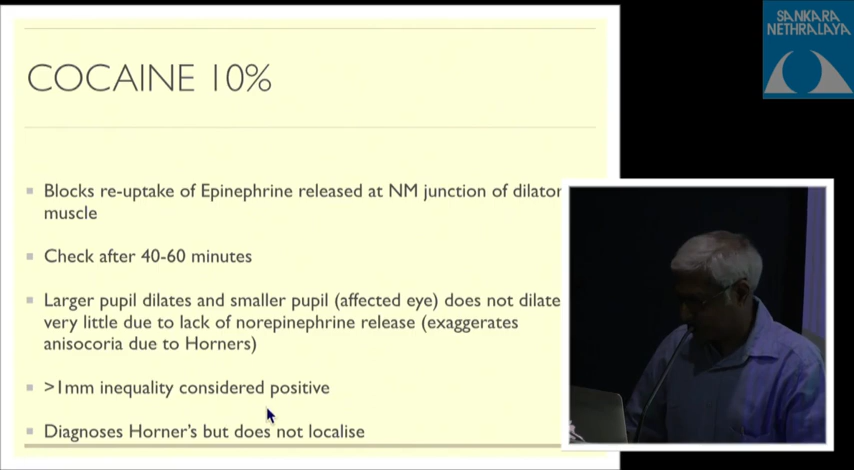 SANKARA
NETHRALAYA
COCAINE 10%
Blocks re-uptake of Epinephrine released at NM junction of dilator
muscle
Check after 40-60 minutes
Larger pupil dilates and smaller pupil (affected eye) does not dilate
very little due to lack of norepinephrine release (exaggerates
anisocoria due to Horners)
>1mm inequality considered positive
Diagnoses Horner's but does not localise